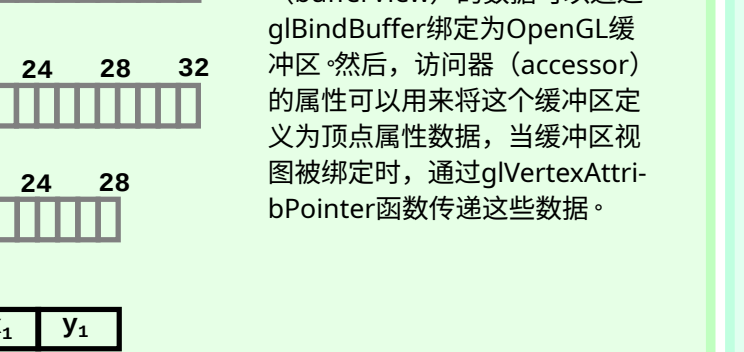 （bufferView）的数据可以通过
glBindBuffer绑定为OpenGL缓
冲区。然后，访问器（accessor）
的属性可以用来将这个缓冲区定
义为顶点属性数据，当缓冲区视
图被绑定时，通过glVertexAttri-
bPointer函数传递这些数据。
24 28 32
24 28
y₁